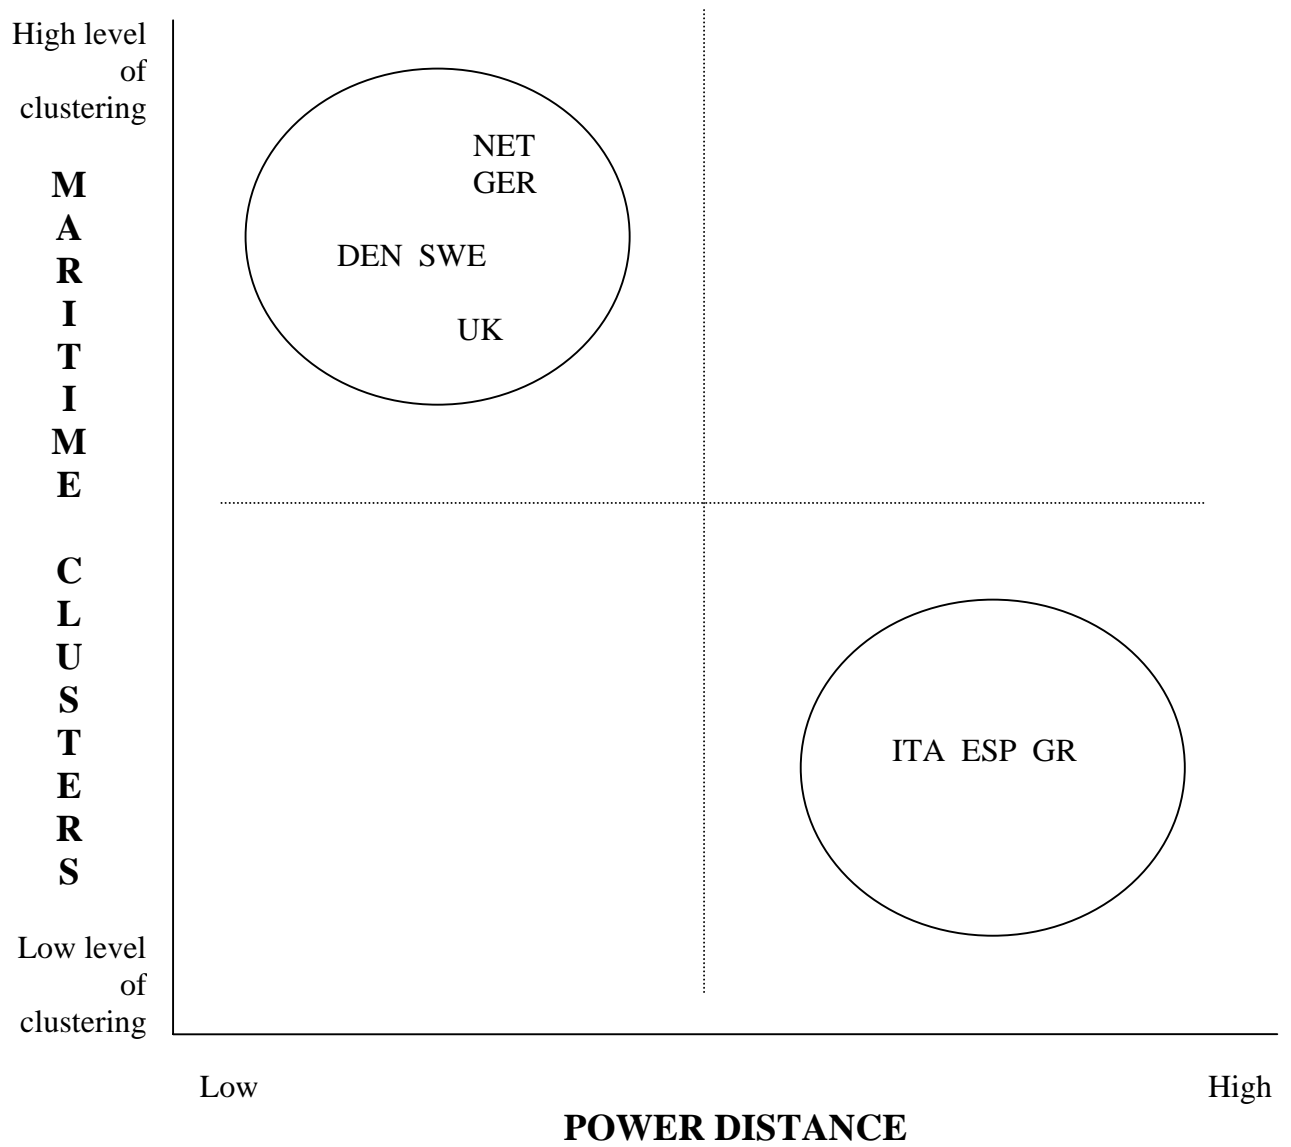 High level
of
clustering
M
A
R
I
T
I
M
E
C
L
U
S
T
E
R
S
Low level
of
clustering
NET
GER
DEN SWE
UK
ITA ESP GR
Low
High
POWER DISTANCE